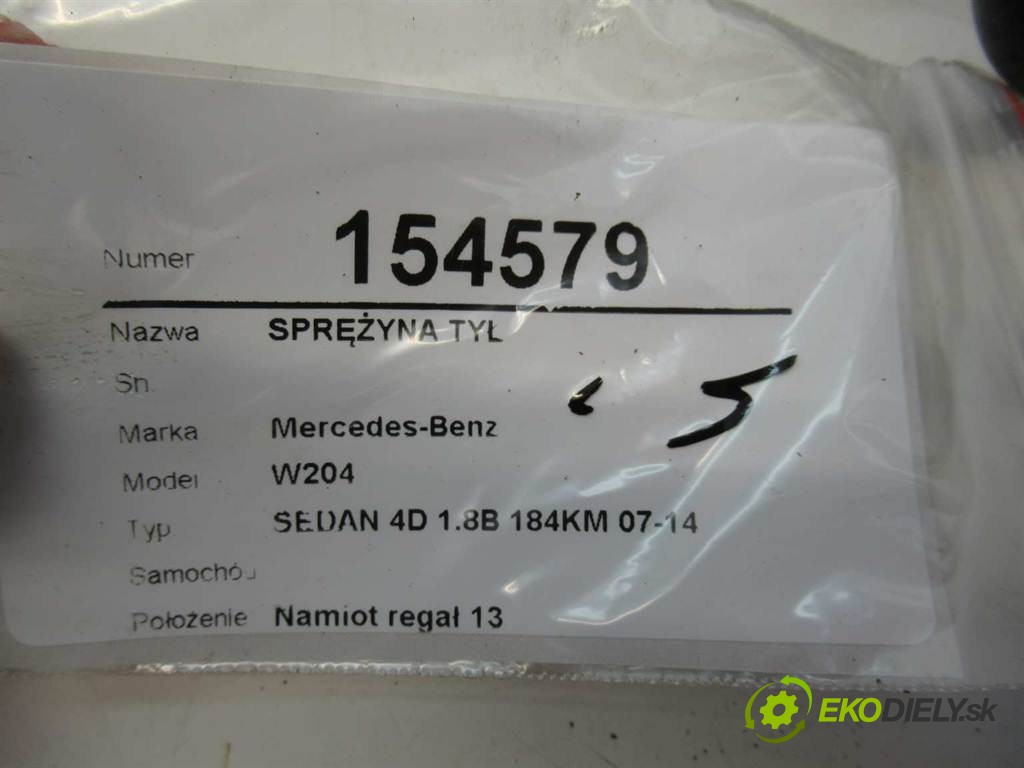 Numer 154579
Nazwa SPRĘŻYNA TYŁ
Sn
Marka Mercedes-Benz
Model W204
Typ SEDAN 4D 1.8B 184KM 07-14
Samochód
Położenie Namiot regał 13
EKODIELY.sk